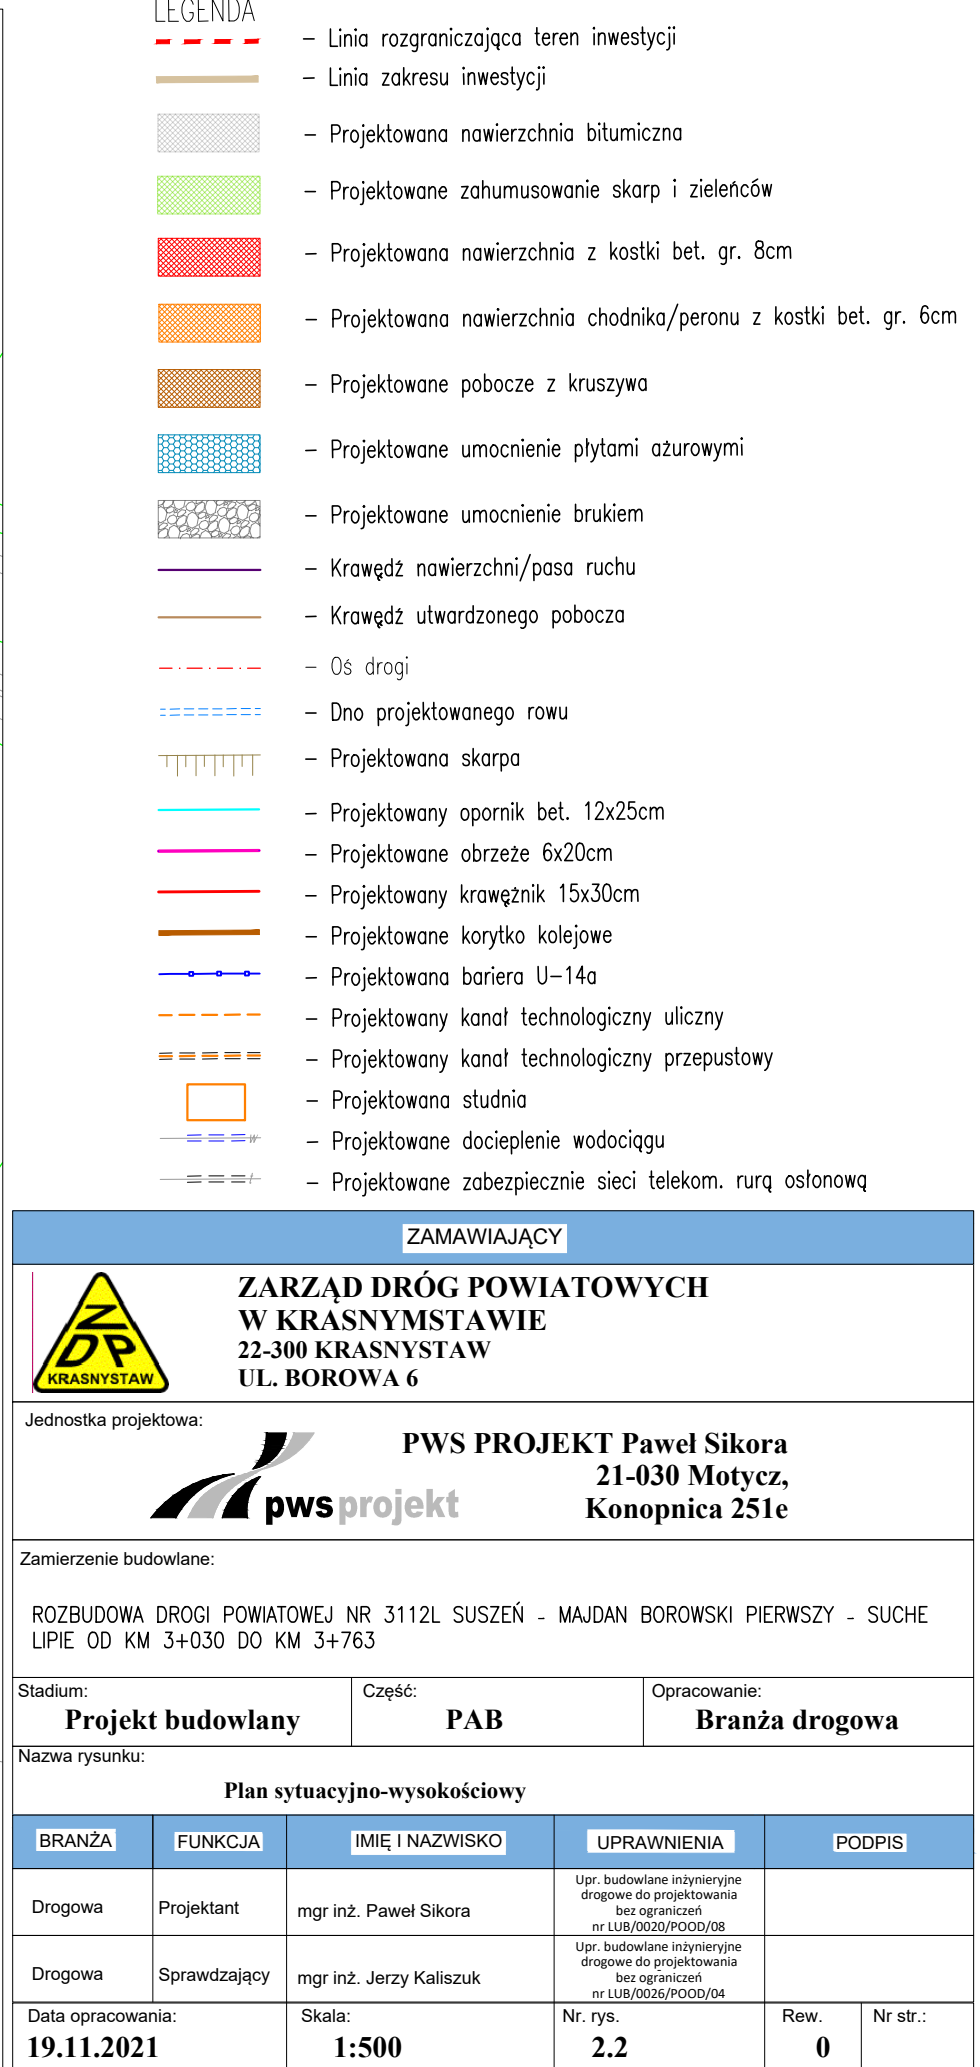 LEGENDA
– Linia rozgraniczająca teren inwestycji
– Linia zakresu inwestycji
– Projektowana nawierzchnia bitumiczna
– Projektowane zahumusowanie skarp i zieleńców
– Projektowana nawierzchnia z kostki bet. gr. 8cm
– Projektowana nawierzchnia chodnika/peronu z kostki bet. gr. 6cm
– Projektowane pobocze z kruszywa
– Projektowane umocnienie płytami ażurowymi
– Projektowane umocnienie brukiem
– Krawędź nawierzchni/pasa ruchu
– Krawędź utwardzonego pobocza
– Oś drogi
– Dno projektowanego rowu
– Projektowana skarpa
– Projektowany opornik bet. 12x25cm
– Projektowane obrzeże 6x20cm
– Projektowany krawężnik 15x30cm
– Projektowane korytko kolejowe
– Projektowana bariera U–14a
– Projektowany kanał technologiczny uliczny
– Projektowany kanał technologiczny przepustowy
– Projektowana studnia
– Projektowane docieplenie wodociągu
– Projektowane zabezpiecznie sieci telekom. rurą osłonową
ZAMAWIAJĄCY
ZDP
KRASNYSTAW
ZARZĄD DRÓG POWIATOWYCH
W KRASNYMSTAWIE
22-300 KRASNYSTAW
UL. BOROWA 6
Jednostka projektowa:
pwsprojekt
PWS PROJEKT Paweł Sikora
21-030 Motycz,
Konopnica 251e
Zamierzenie budowlane:
ROZBUDOWA DROGI POWIATOWEJ NR 3112L SUSZEŃ - MAJDAN BOROWSKI PIERWSZY - SUCHE
LIPIE OD KM 3+030 DO KM 3+763
Stadium: Część: Opracowanie:
Projekt budowlany PAB Branża drogowa
Nazwa rysunku:
Plan sytuacyjno-wysokościowy
BRANŻA FUNKCJA IMIĘ I NAZWISKO UPRAWNIENIA PODPIS
Drogowa Projektant mgr inż. Paweł Sikora
Upr. budowlane inżynieryjne
drogowe do projektowania
bez ograniczeń
nr LUB/0020/POOD/08
Drogowa Sprawdzający mgr inż. Jerzy Kaliszuk
Upr. budowlane inżynieryjne
drogowe do projektowania
bez ograniczeń
nr LUB/0026/POOD/04
Data opracowania: Skala: Nr. rys. Rew. Nr str.:
19.11.2021 1:500 2.2 0